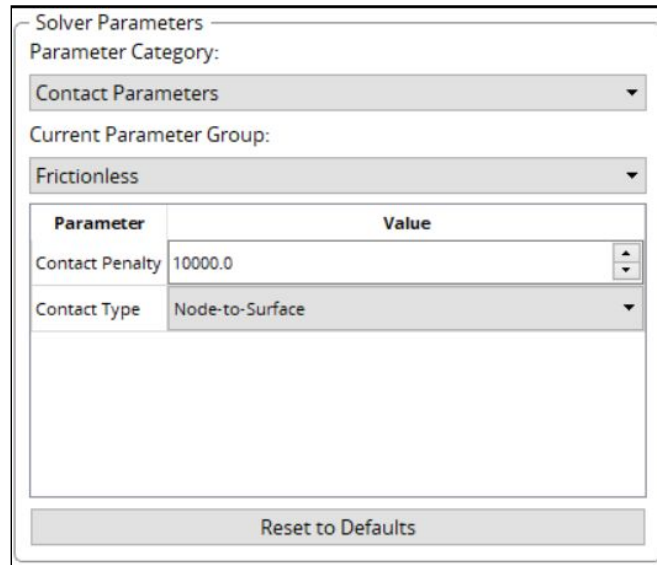 Solver Parameters
Parameter Category:
Contact Parameters
Current Parameter Group:
Frictionless
Parameter Value
Contact Penalty 10000.0
Contact Type Node-to-Surface
Reset to Defaults